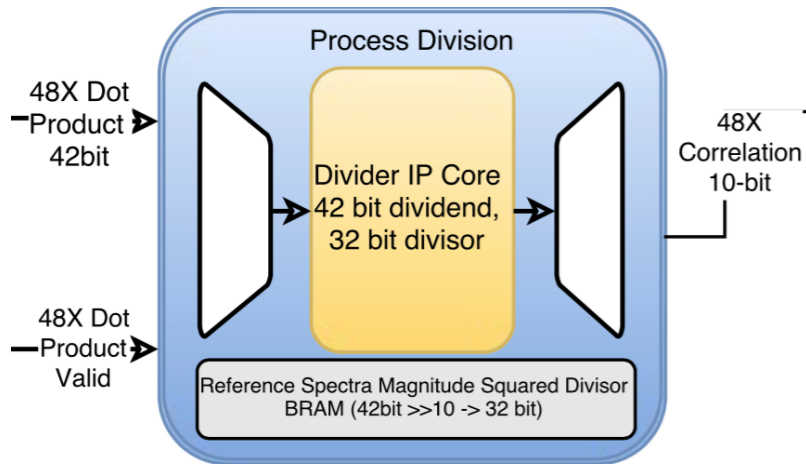 Process Division
48X Dot
Product
42bit
Divider IP Core
42 bit dividend,
32 bit divisor
48X
Correlation
10-bit
48X Dot
Product
Valid
Reference Spectra Magnitude Squared Divisor
BRAM (42bit >>10 -> 32 bit)